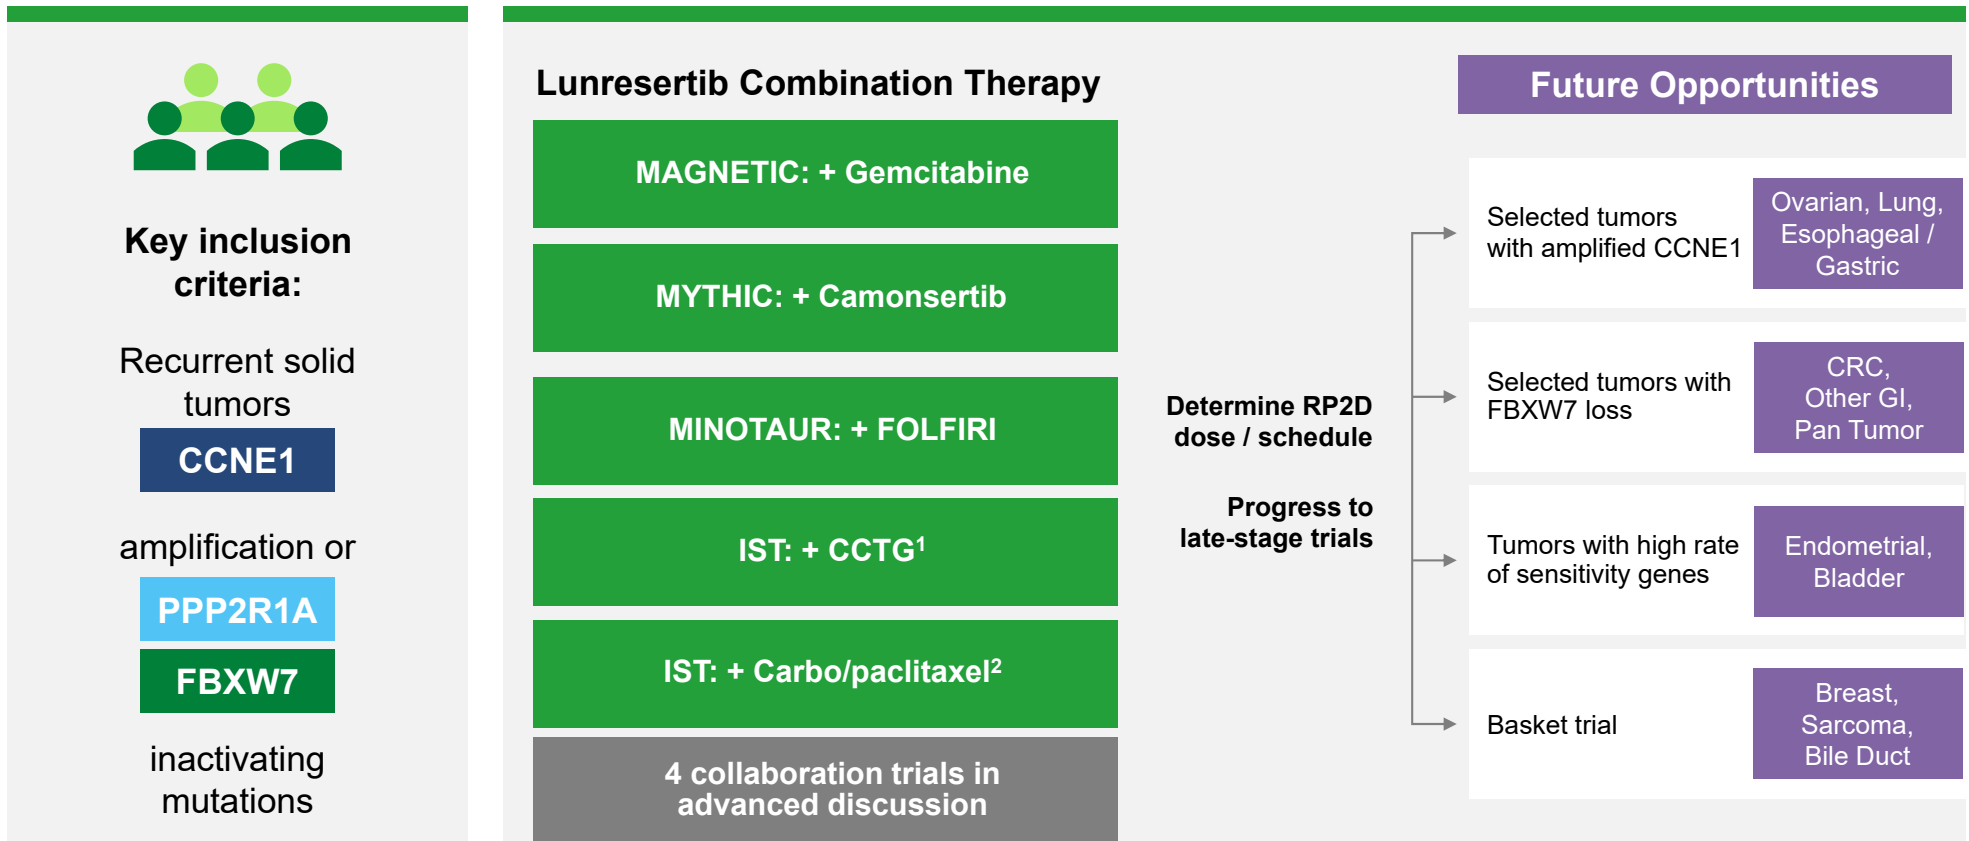 Key inclusion
criteria:
Recurrent solid
tumors
CCNE1
amplification or
PPP2R1A
FBXW7
inactivating
mutations
Lunresertib Combination Therapy
MAGNETIC: + Gemcitabine
MYTHIC: + Camonsertib
MINOTAUR: + FOLFIRI
IST: + CCTG¹
IST: + Carbo/paclitaxel²
4 collaboration trials in
advanced discussion
Determine RP2D
dose / schedule
Progress to
late-stage trials
Future Opportunities
Selected tumors
with amplified CCNE1
Ovarian, Lung,
Esophageal /
Gastric
Selected tumors with
FBXW7 loss
CRC,
Other GI,
Pan Tumor
Tumors with high rate
of sensitivity genes
Endometrial,
Bladder
Basket trial
Breast,
Sarcoma,
Bile Duct